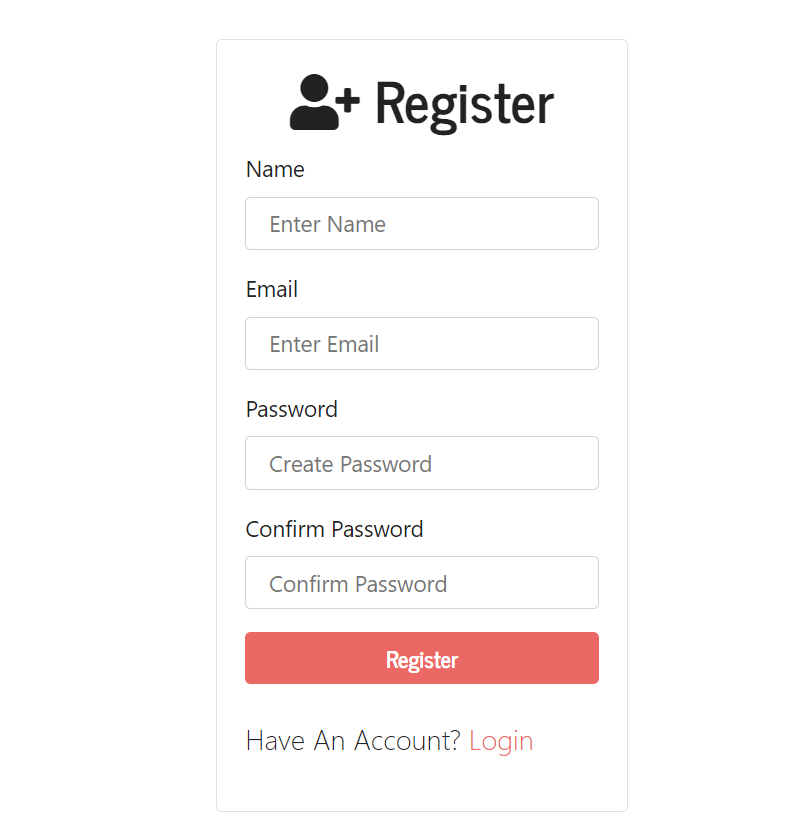 Register
Name
Enter Name
Email
Enter Email
Password
Create Password
Confirm Password
Confirm Password
Register
Have An Account? Login